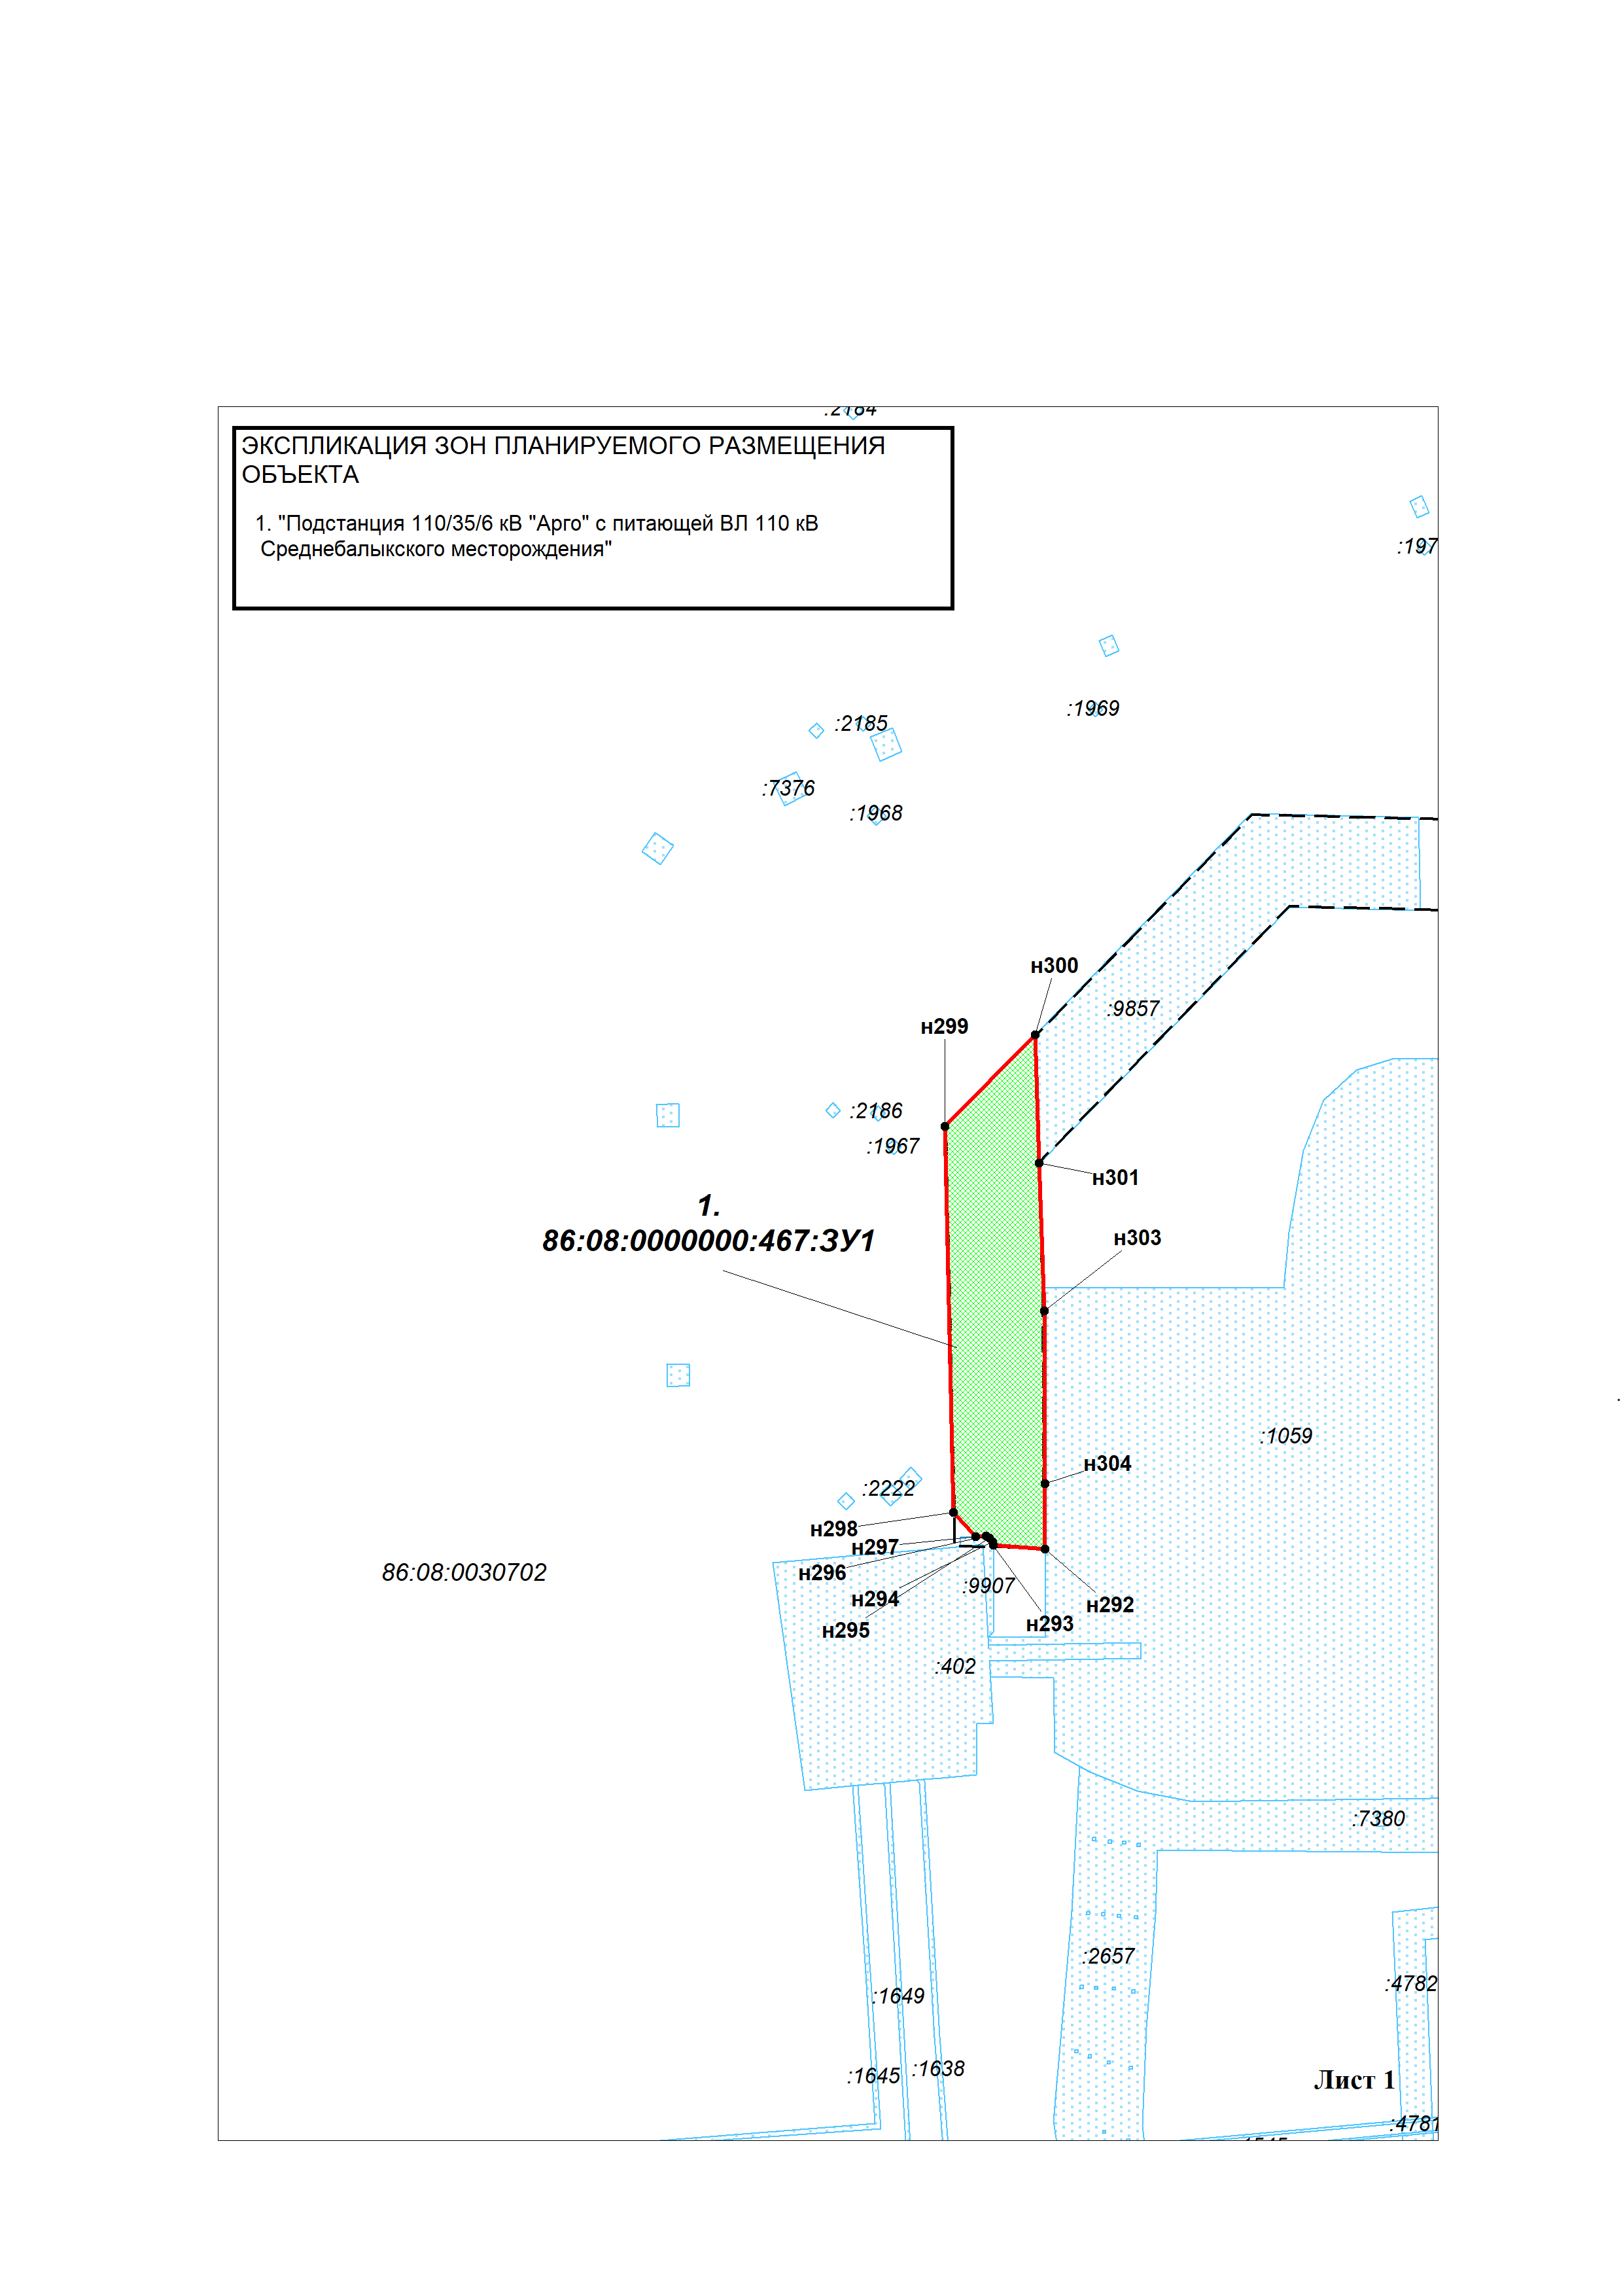 :2184
ЭКСПЛИКАЦИЯ ЗОН ПЛАНИРУЕМОГО РАЗМЕЩЕНИЯ
ОБЪЕКТА
1. "Подстанция 110/35/6 кВ "Арго" с питающей ВЛ 110 кВ
Среднебалыкского месторождения"
:197
:1969
:2185
:7376
:1968
н300
:9857
н299
:2186
:1967
н301
1.
86:08:0000000:467:ЗУ1
н303
:1059
н304
:2222
н298
н297
86:08:0030702
н296
:9907
н294
н292
н293
н295
:402
:7380
:2657
:4782
:1649
:1638
:1645
Лист 1
:4781